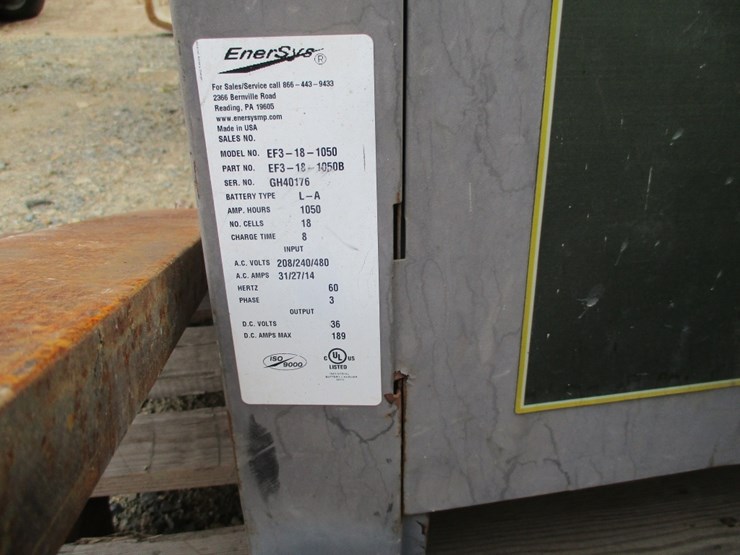 EnerSys ®
For Sales/Service call 866-443-9433
2366 Bernville Road
Reading, PA 19605
www.enersysmp.com
Made in USA
SALES NO.
MODEL NO. EF3-18-1050
PART NO. EF3-18-1050B
SER. NO. GH40176
BATTERY TYPE L-A
AMP. HOURS 1050
NO. CELLS 18
CHARGE TIME 8
INPUT
A.C. VOLTS 208/240/480
A.C. AMPS 31/27/14
HERTZ 60
PHASE 3
OUTPUT
D.C. VOLTS 36
D.C. AMPS MAX 189
ISO 9000
C UL US
LISTED